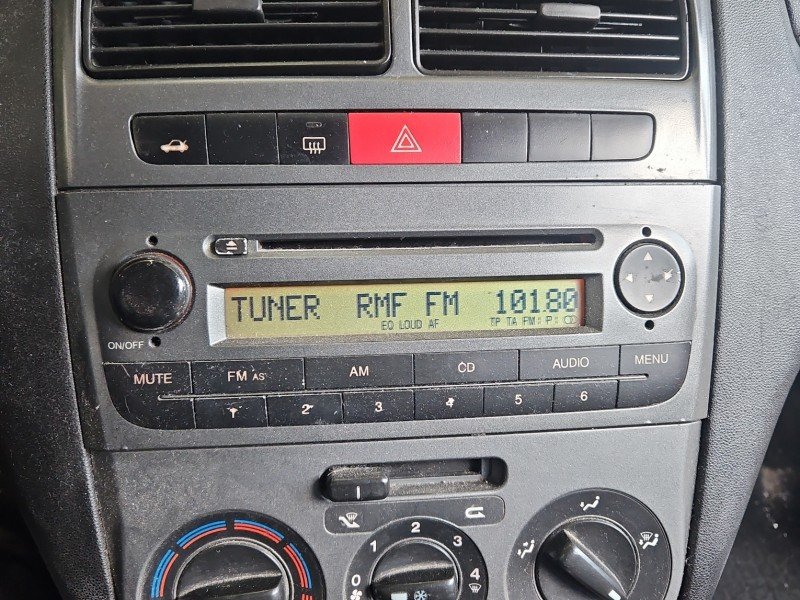 TUNER RMF FM 101.80
EQ LOUD AF TP TA FM: P:
ON/OFF
MUTE FM AS AM CD AUDIO MENU
1 2 3 4 5 6
0 1 2 3 4